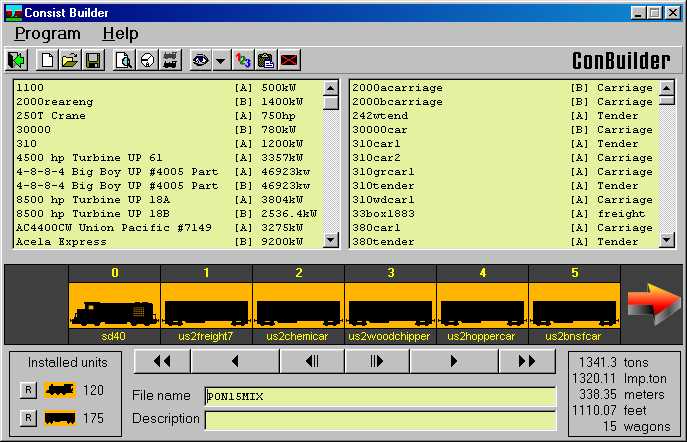 Consist Builder
Program Help
ConBuilder
1100 [A] 500kW
2000reareng [B] 1400kW
250T Crane [A] 750hp
30000 [B] 780kW
310 [A] 1200kW
4500 hp Turbine UP 61 [A] 3357kW
4-8-8-4 Big Boy UP #4005 Part [A] 46923kw
4-8-8-4 Big Boy UP #4005 Part [B] 46923kw
8500 hp Turbine UP 18A [A] 3804kW
8500 hp Turbine UP 18B [B] 2536.4kW
AC4400CW Union Pacific #7149 [A] 3275kW
Acela Express [B] 9200kW
2000acarriage [B] Carriage
2000bcarriage [B] Carriage
242wtend [A] Tender
30000car [B] Carriage
310car1 [A] Tender
310car2 [A] Tender
310grcar1 [A] Tender
310tender [A] Tender
310wdcar1 [A] Tender
33box1883 [A] freight
380car1 [A] Tender
380tender [A] Tender
0 1 2 3 4 5
sd40 us2freight7 us2chemicar us2woodchipper us2hoppercar us2bnsfcar
Installed units
R 120
R 175
File name PON15MIX
Description
1341.3 tons
1320.11 Imp.ton
338.35 meters
1110.07 feet
15 wagons